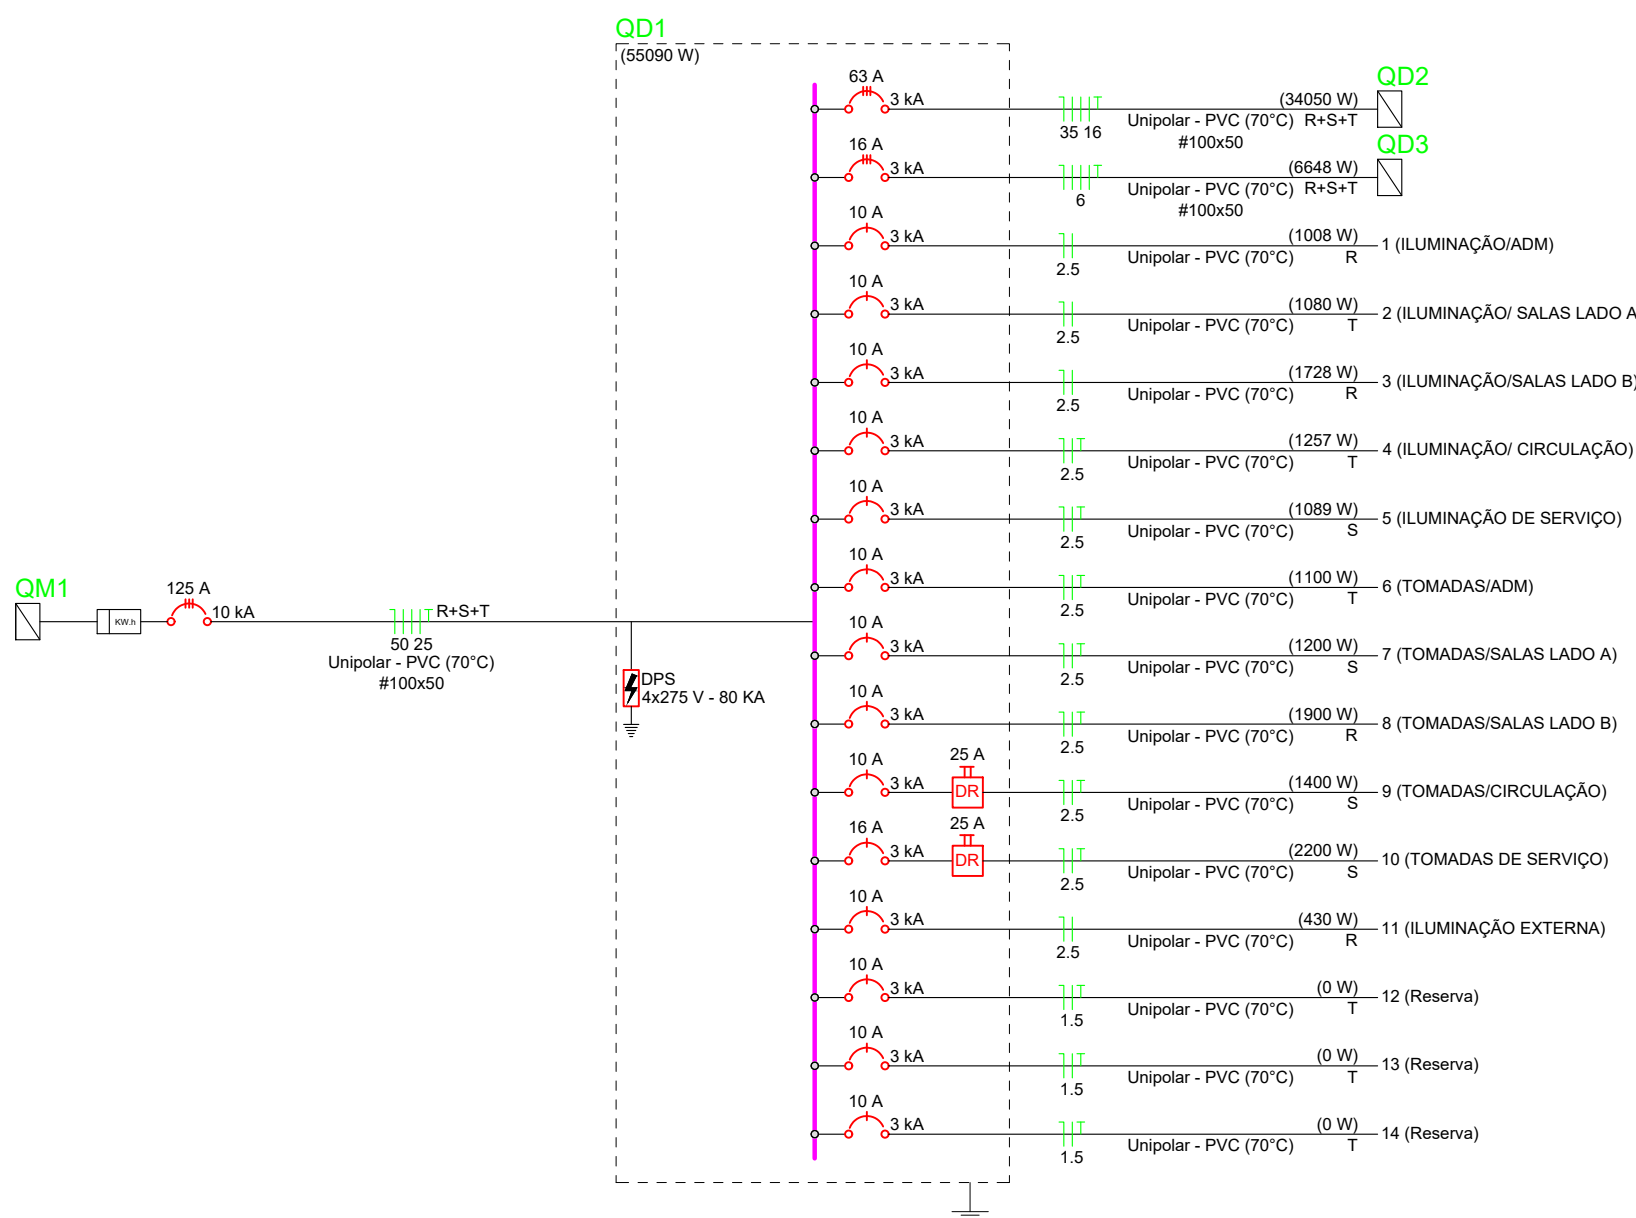 QD1
(55090 W)
63 A
3 kA
35 16
(34050 W)
Unipolar - PVC (70°C) R+S+T
#100x50
QD2
16 A
3 kA
6
(6648 W)
Unipolar - PVC (70°C) R+S+T
#100x50
QD3
10 A
3 kA
2.5
(1008 W)
Unipolar - PVC (70°C) R
1 (ILUMINAÇÃO/ADM)
10 A
3 kA
2.5
(1080 W)
Unipolar - PVC (70°C) T
2 (ILUMINAÇÃO/ SALAS LADO A
10 A
3 kA
2.5
(1728 W)
Unipolar - PVC (70°C) R
3 (ILUMINAÇÃO/SALAS LADO B)
10 A
3 kA
2.5
(1257 W)
Unipolar - PVC (70°C) T
4 (ILUMINAÇÃO/ CIRCULAÇÃO)
10 A
3 kA
2.5
(1089 W)
Unipolar - PVC (70°C) S
5 (ILUMINAÇÃO DE SERVIÇO)
10 A
3 kA
2.5
(1100 W)
Unipolar - PVC (70°C) T
6 (TOMADAS/ADM)
QM1
KW.h
125 A
10 kA
R+S+T
50 25
Unipolar - PVC (70°C)
#100x50
DPS
4x275 V - 80 KA
10 A
3 kA
2.5
(1200 W)
Unipolar - PVC (70°C) S
7 (TOMADAS/SALAS LADO A)
10 A
3 kA
2.5
(1900 W)
Unipolar - PVC (70°C) R
8 (TOMADAS/SALAS LADO B)
10 A
3 kA
25 A
DR
2.5
(1400 W)
Unipolar - PVC (70°C) S
9 (TOMADAS/CIRCULAÇÃO)
16 A
3 kA
25 A
DR
2.5
(2200 W)
Unipolar - PVC (70°C) S
10 (TOMADAS DE SERVIÇO)
10 A
3 kA
2.5
(430 W)
Unipolar - PVC (70°C) R
11 (ILUMINAÇÃO EXTERNA)
10 A
3 kA
1.5
(0 W)
Unipolar - PVC (70°C) T
12 (Reserva)
10 A
3 kA
1.5
(0 W)
Unipolar - PVC (70°C) T
13 (Reserva)
10 A
3 kA
1.5
(0 W)
Unipolar - PVC (70°C) T
14 (Reserva)